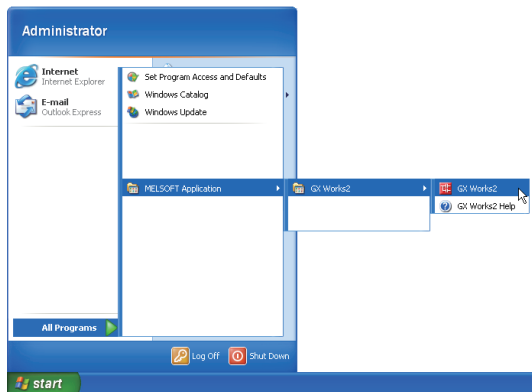 Administrator
Internet
Internet Explorer
E-mail
Outlook Express
Set Program Access and Defaults
Windows Catalog
Windows Update
MELSOFT Application
GX Works2
GX Works2
GX Works2 Help
All Programs
Log Off
Shut Down
start